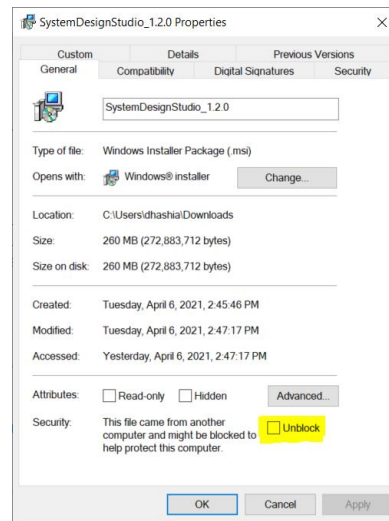 SystemDesignStudio_1.2.0 Properties
Custom Details Previous Versions
General Compatibility Digital Signatures Security
SystemDesignStudio_1.2.0
Type of file: Windows Installer Package (.msi)
Opens with: Windows® installer Change...
Location: C:\Users\dhashia\Downloads
Size: 260 MB (272,883,712 bytes)
Size on disk: 260 MB (272,883,712 bytes)
Created: Tuesday, April 6, 2021, 2:45:46 PM
Modified: Tuesday, April 6, 2021, 2:47:17 PM
Accessed: Yesterday, April 6, 2021, 2:47:17 PM
Attributes: Read-only Hidden Advanced...
Security: This file came from another
computer and might be blocked to Unblock
help protect this computer.
OK Cancel Apply